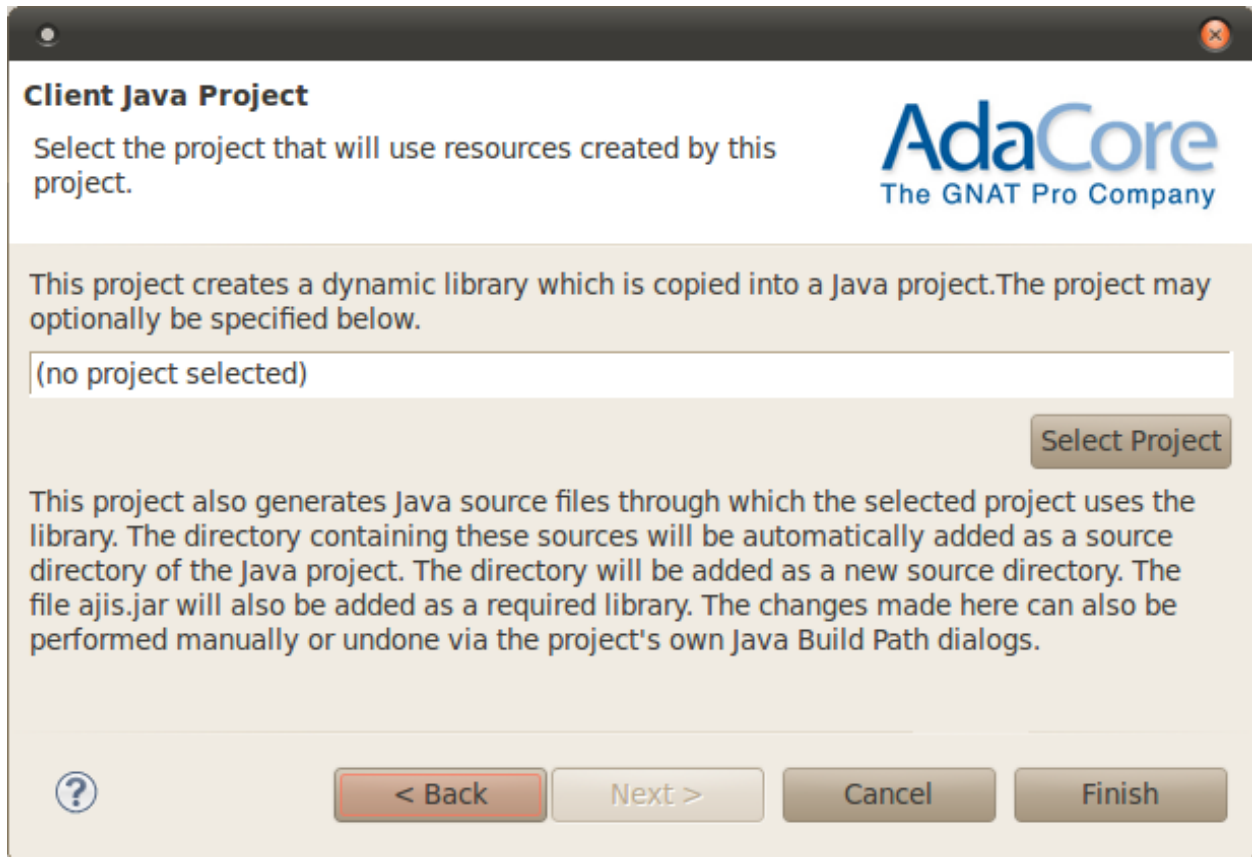 Client Java Project
Select the project that will use resources created by this
project.
AdaCore
The GNAT Pro Company
This project creates a dynamic library which is copied into a Java project.The project may
optionally be specified below.
(no project selected)
Select Project
This project also generates Java source files through which the selected project uses the
library. The directory containing these sources will be automatically added as a source
directory of the Java project. The directory will be added as a new source directory. The
file ajis.jar will also be added as a required library. The changes made here can also be
performed manually or undone via the project's own Java Build Path dialogs.
? < Back Next > Cancel Finish